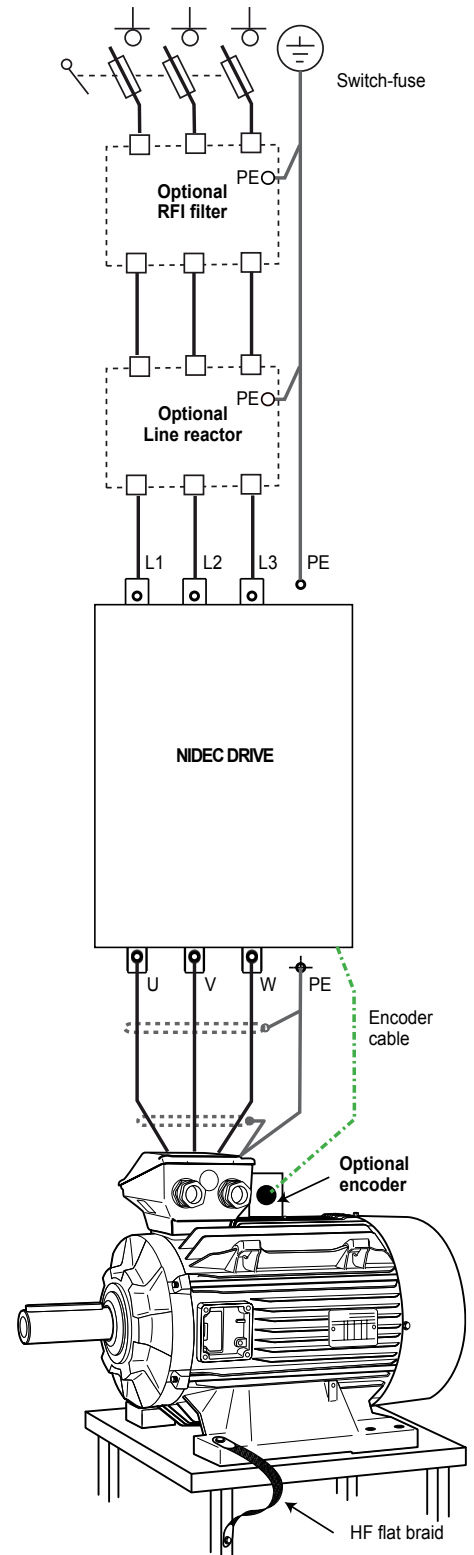 Switch-fuse
PE
Optional
RFI filter
PE
Optional
Line reactor
L1 L2 L3 PE
NIDEC DRIVE
U V W PE
Encoder
cable
Optional
encoder
HF flat braid